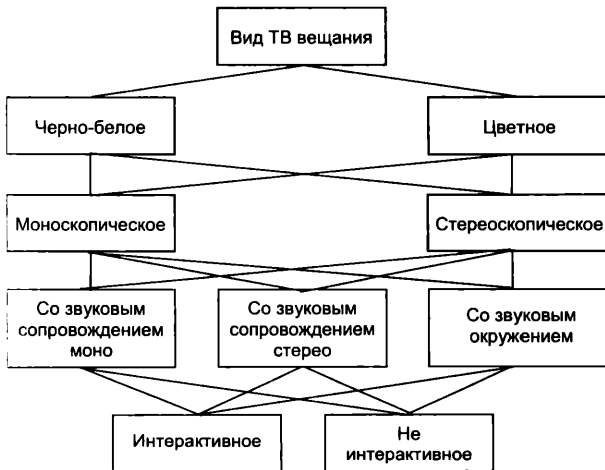 Вид ТВ вещания
Черно-белое
Цветное
Моноскопическое
Стереоскопическое
Со звуковым
сопровождением
моно
Со звуковым
сопровождением
стерео
Со звуковым
окружением
Интерактивное
Не
интерактивное